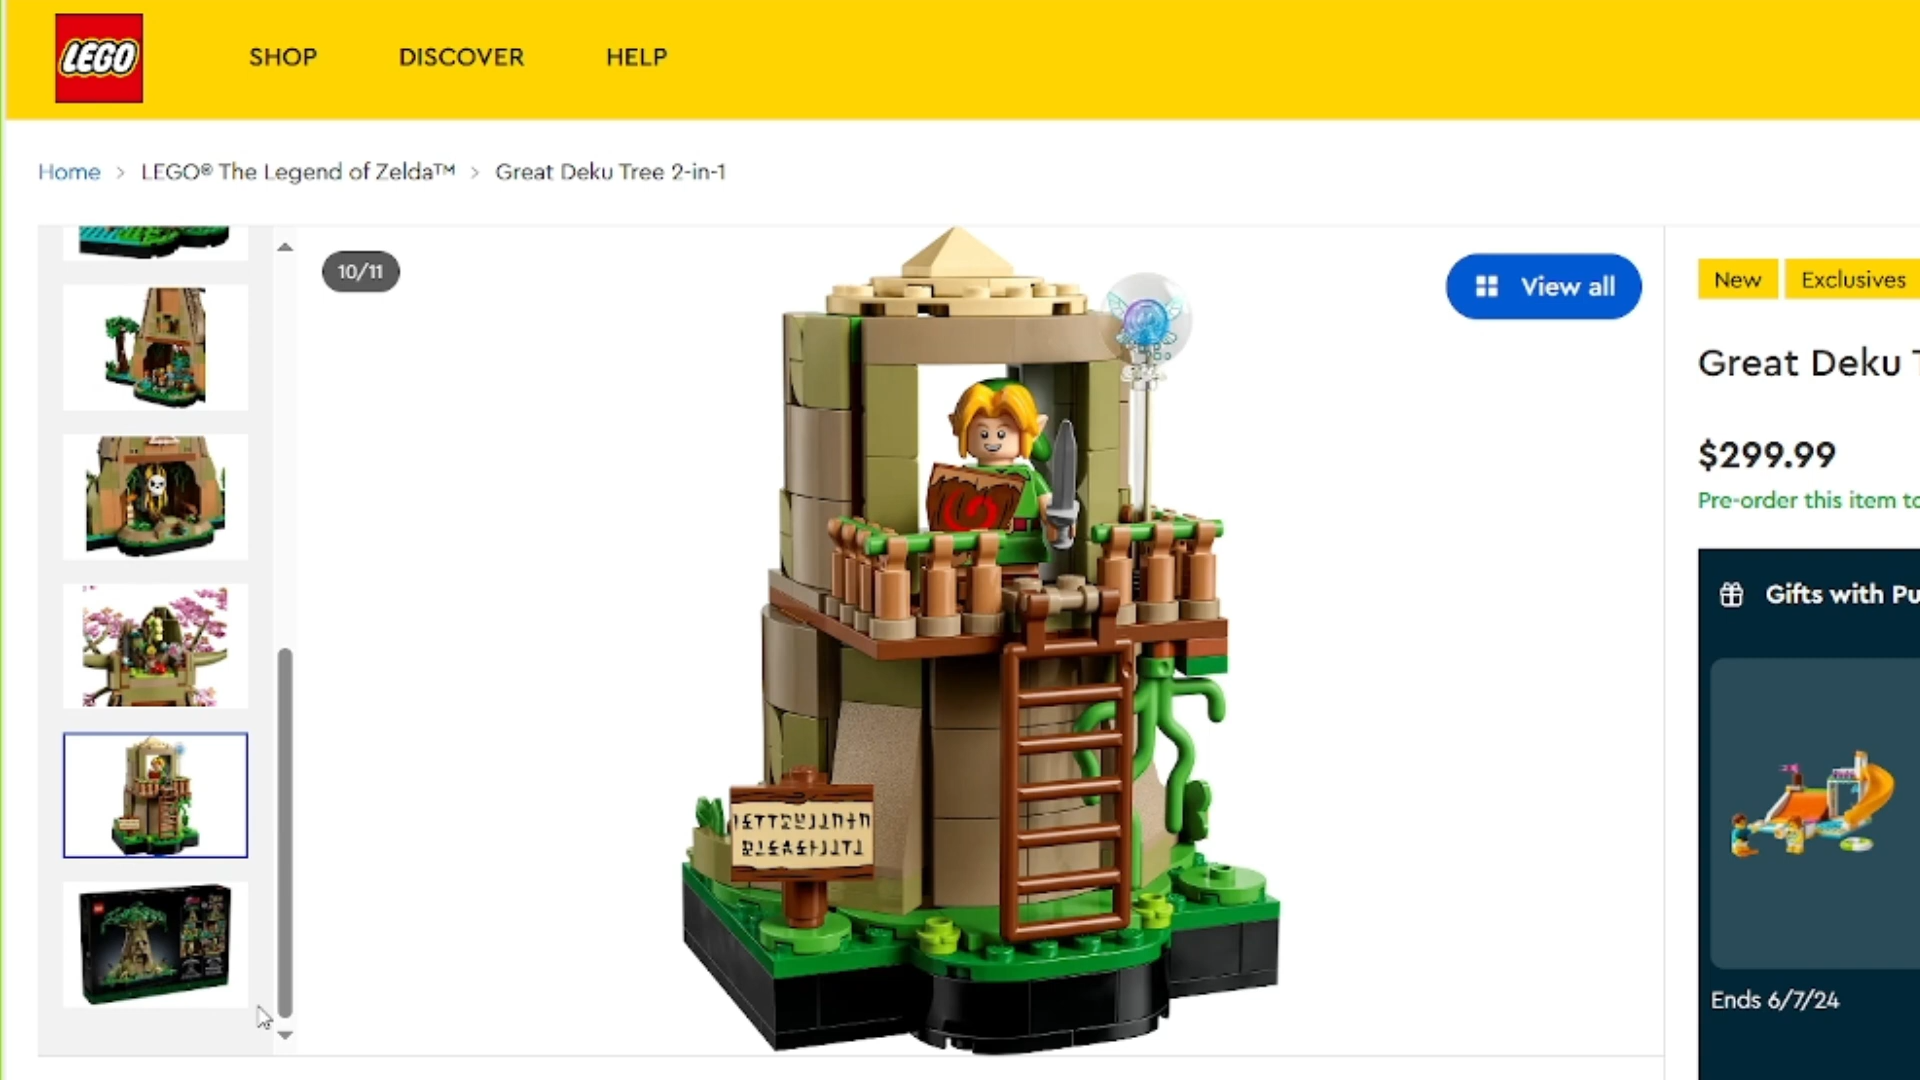 LEGO
SHOP
DISCOVER
HELP
Home > LEGO® The Legend of Zelda™ > Great Deku Tree 2-in-1
10/11
View all
New
Exclusives
Great Deku
$299.99
Pre-order this item to
Gifts with Pu
Ends 6/7/24